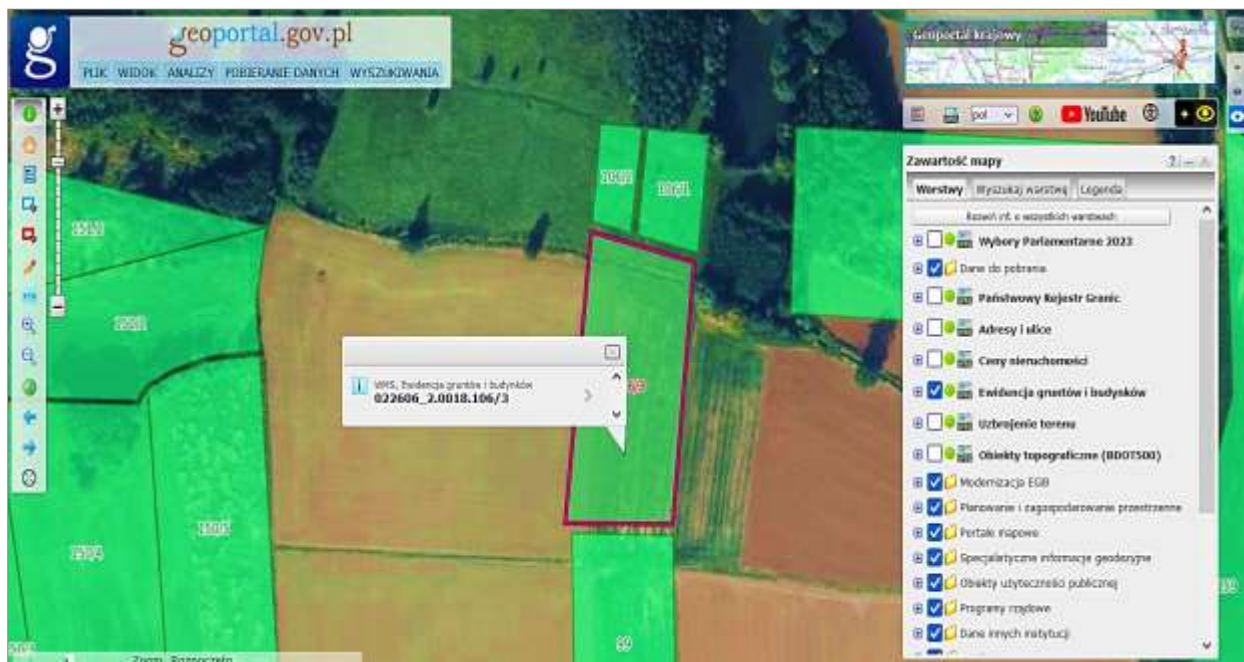 geoportal.gov.pl
PLIK WIDOK ANALIZY POBIERANIE DANYCH WYSZUKIWANIA
Geoportal krajowy
pol
YouTube
Zawartość mapy
Warstwy
Wyszukaj warstwę
Legenda
Rozwiń inf. o wszystkich warstwach
Wybory Parlamentarne 2023
Dane do pobrania
Państwowy Rejestr Granic
Adresy i ulice
Ceny nieruchomości
Ewidencja gruntów i budynków
Uzbrojenie terenu
Obiekty topograficzne (BDOT500)
Modernizacja EGB
Planowanie i zagospodarowanie przestrzenne
Portale mapowe
Specjalistyczne informacje geodezyjne
Obiekty użyteczności publicznej
Programy rządowe
Dane innych instytucji
106/1
WMS, Ewidencja gruntów i budynków
022606_2.0018.106/3
99